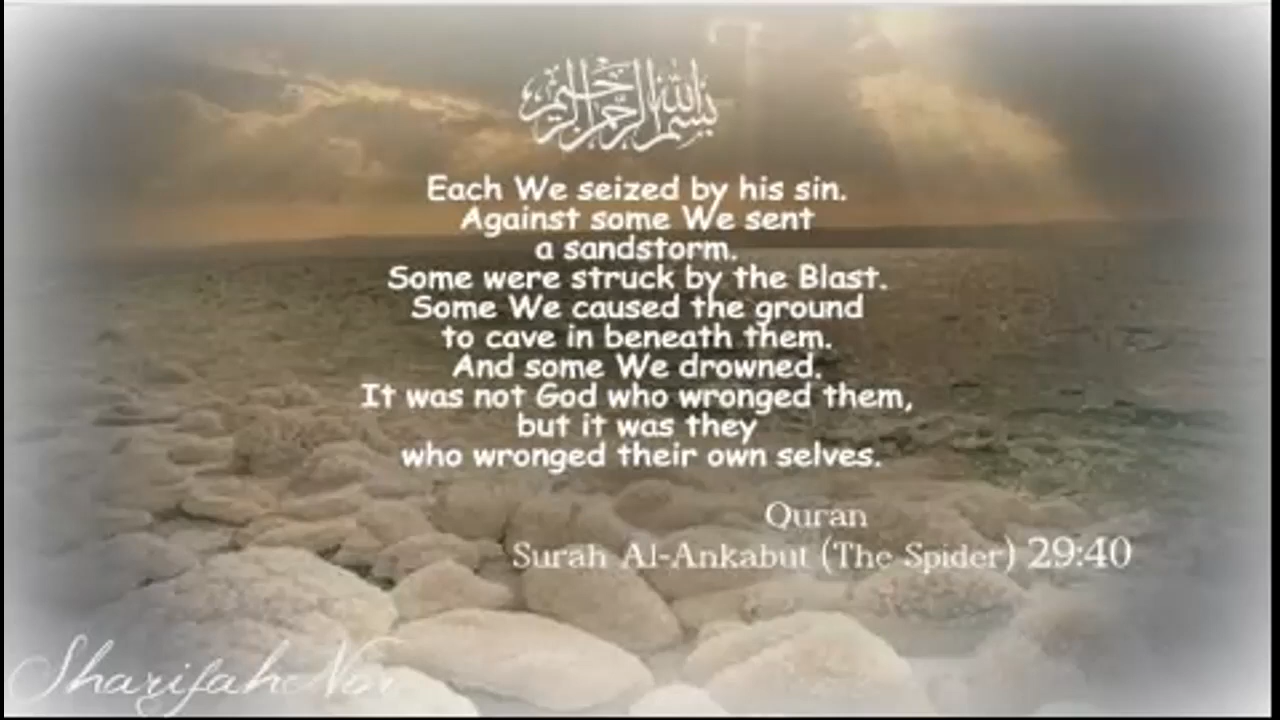 بسم الله الرحمن الرحيم
Each We seized by his sin.
Against some We sent
a sandstorm.
Some were struck by the Blast.
Some We caused the ground
to cave in beneath them.
And some We drowned.
It was not God who wronged them,
but it was they
who wronged their own selves.
Quran
Surah Al-Ankabut (The Spider) 29:40
Sharifah Nor